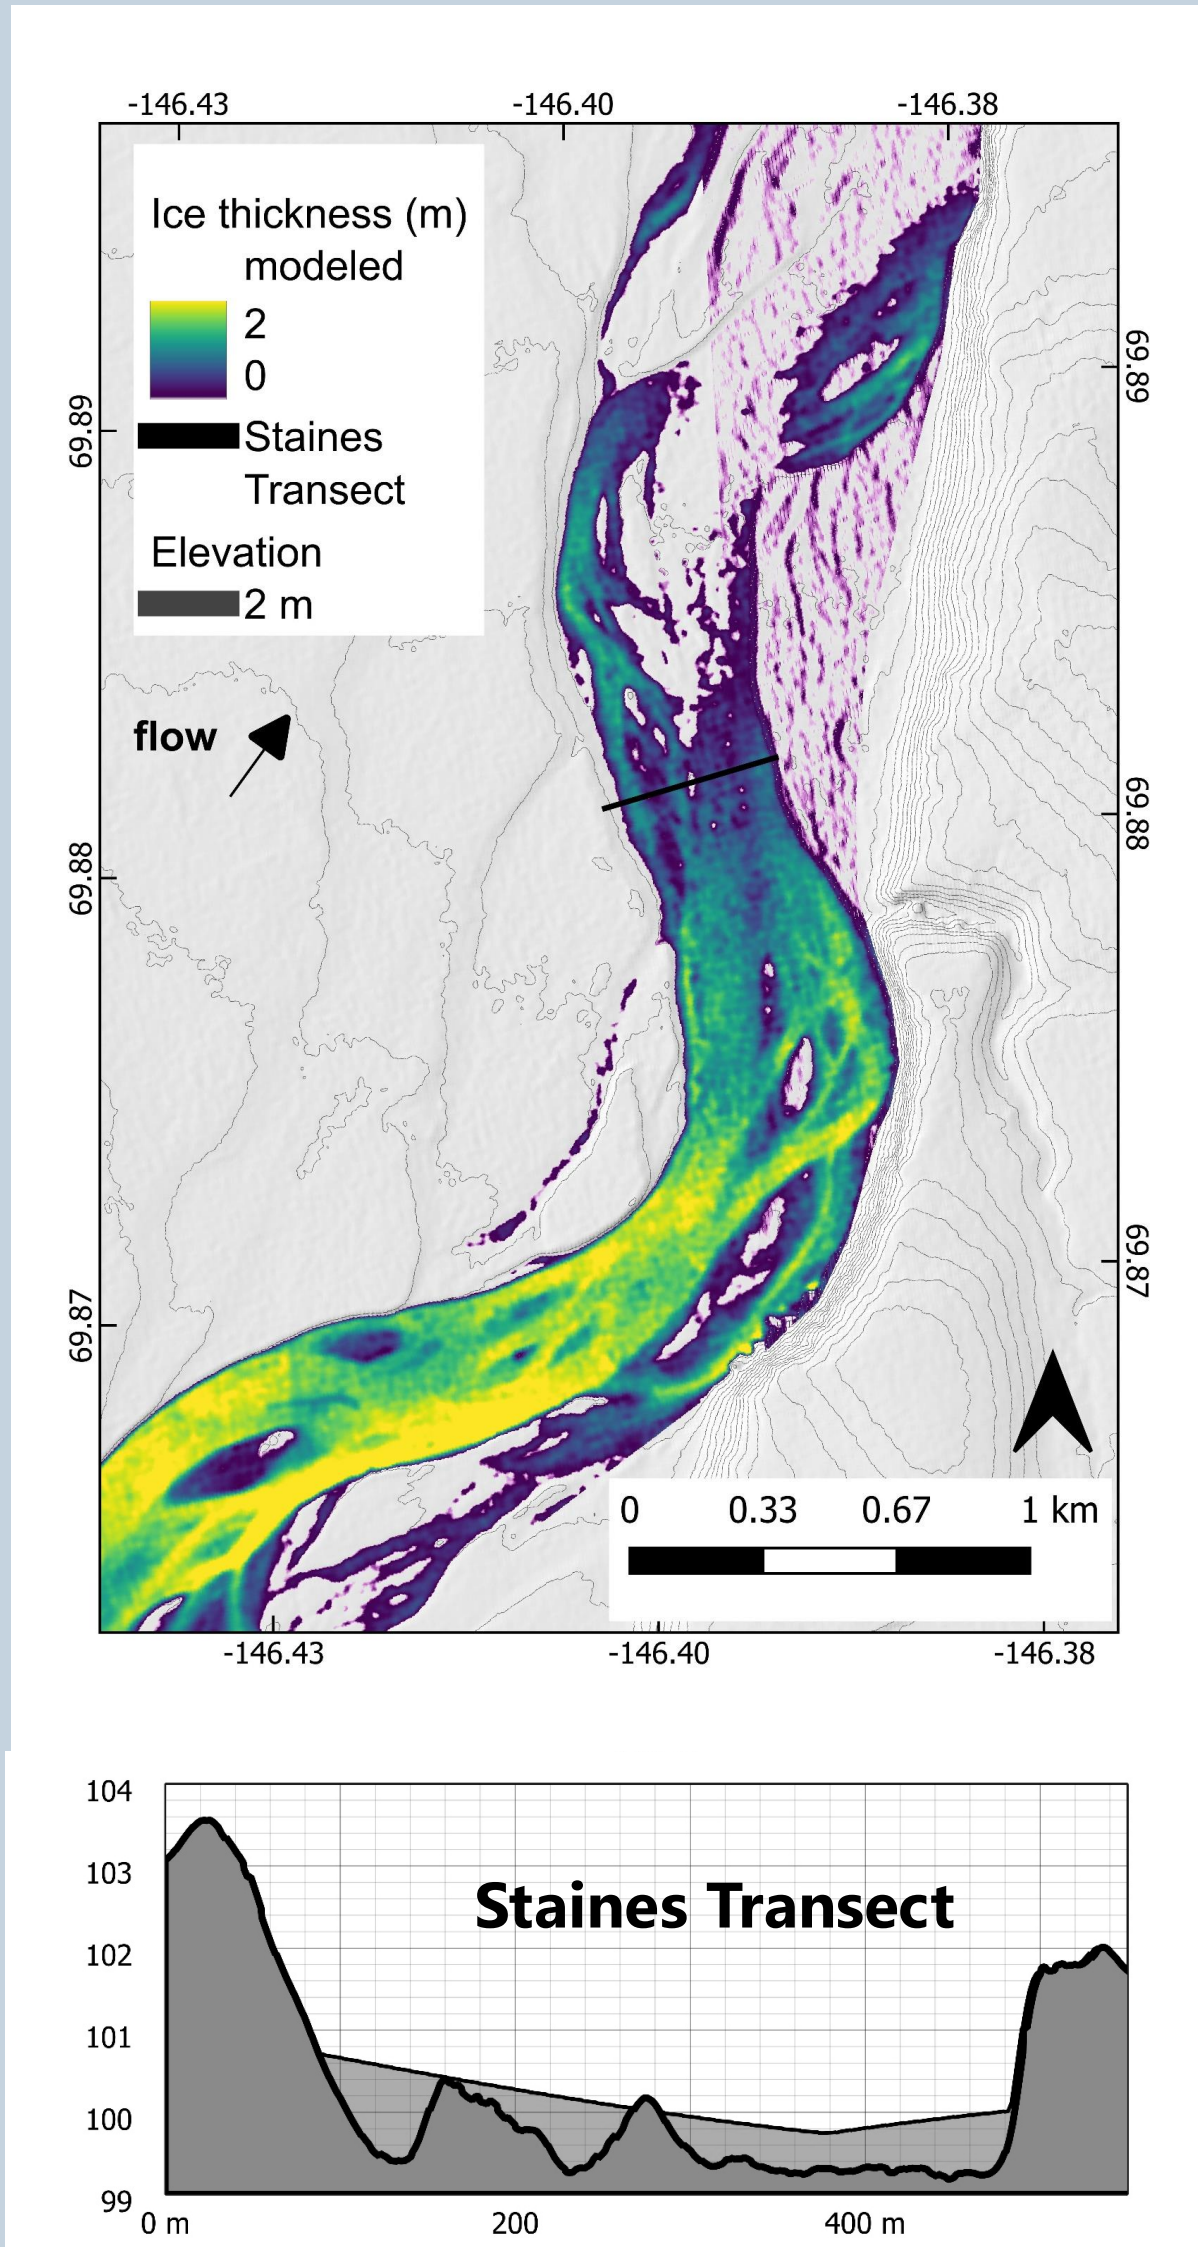 -146.43 -146.40 -146.38
Ice thickness (m)
modeled
2
0
Staines
Transect
Elevation
2 m
69.89
69.89
flow
69.88
69.88
69.87
69.87
0 0.33 0.67 1 km
-146.43 -146.40 -146.38
104
103
Staines Transect
102
101
100
99
0 m 200 400 m